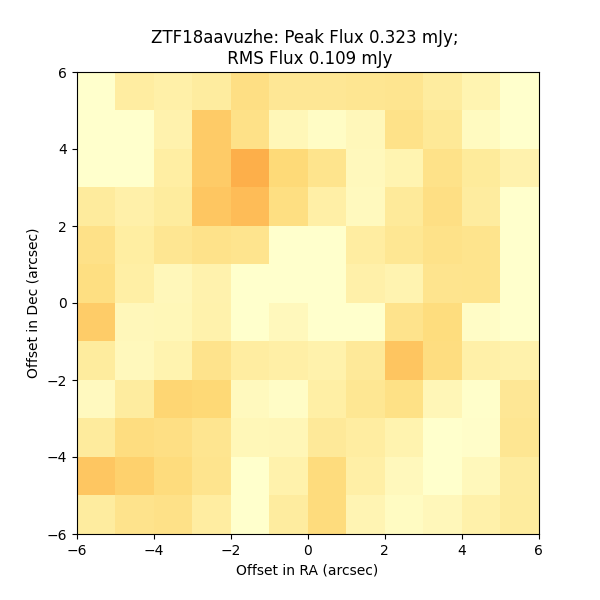 ZTF18aavuzhe: Peak Flux 0.323 mJy;
RMS Flux 0.109 mJy
6
4
2
0
−2
−4
−6
Offset in Dec (arcsec)
−6 −4 −2 0 2 4 6
Offset in RA (arcsec)